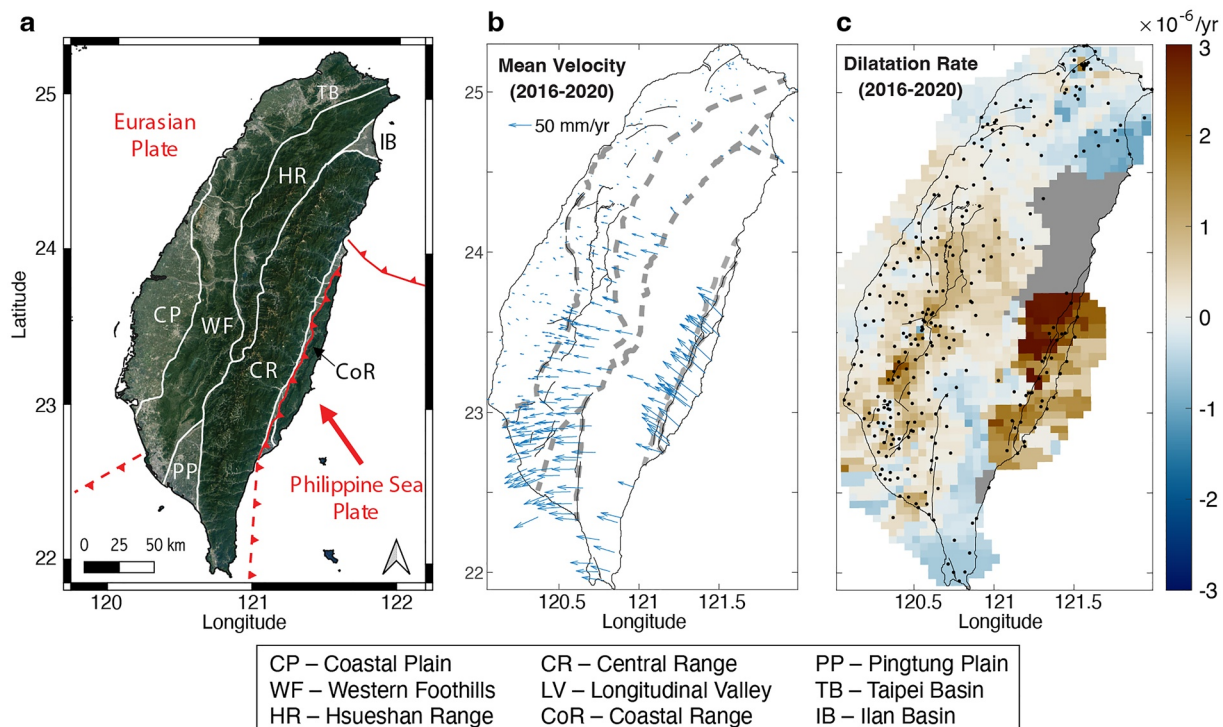 a
Eurasian
Plate
TB
IB
HR
CP
WF
CR
CoR
PP
Philippine Sea
Plate
0 25 50 km
25
24
23
22
Latitude
120 121 122
Longitude
b
Mean Velocity
(2016-2020)
50 mm/yr
25
24
23
22
120.5 121 121.5
Longitude
c
Dilatation Rate
(2016-2020)
120.5 121 121.5
Longitude
×10⁻⁶/yr
3
2
1
0
-1
-2
-3
CP – Coastal Plain CR – Central Range PP – Pingtung Plain
WF – Western Foothills LV – Longitudinal Valley TB – Taipei Basin
HR – Hsueshan Range CoR – Coastal Range IB – Ilan Basin